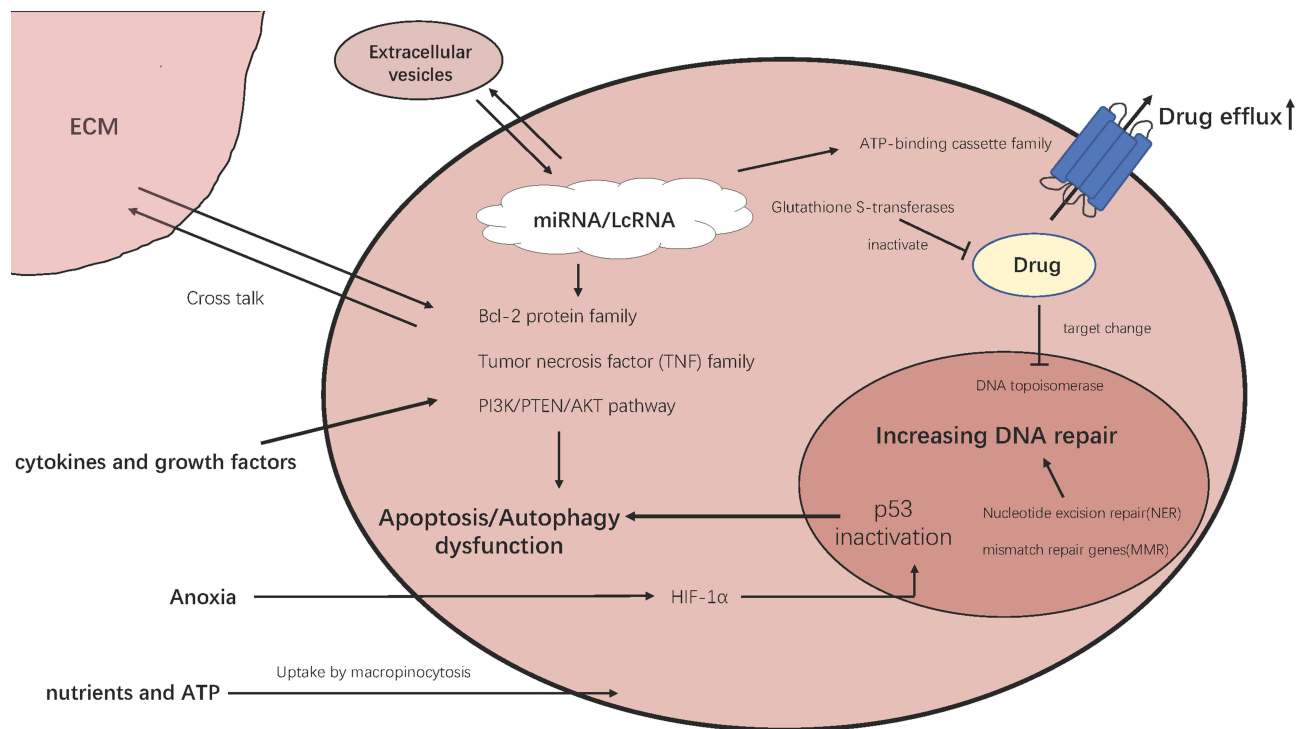 Extracellular
vesicles
ECM
Drug efflux
ATP-binding cassette family
miRNA/LcRNA
Glutathione S-transferases
inactivate
Drug
Cross talk
Bcl-2 protein family
target change
Tumor necrosis factor (TNF) family
DNA topoisomerase
PI3K/PTEN/AKT pathway
Increasing DNA repair
cytokines and growth factors
Apoptosis/Autophagy
dysfunction
p53
inactivation
Nucleotide excision repair(NER)
mismatch repair genes(MMR)
Anoxia
HIF-1α
Uptake by macropinocytosis
nutrients and ATP